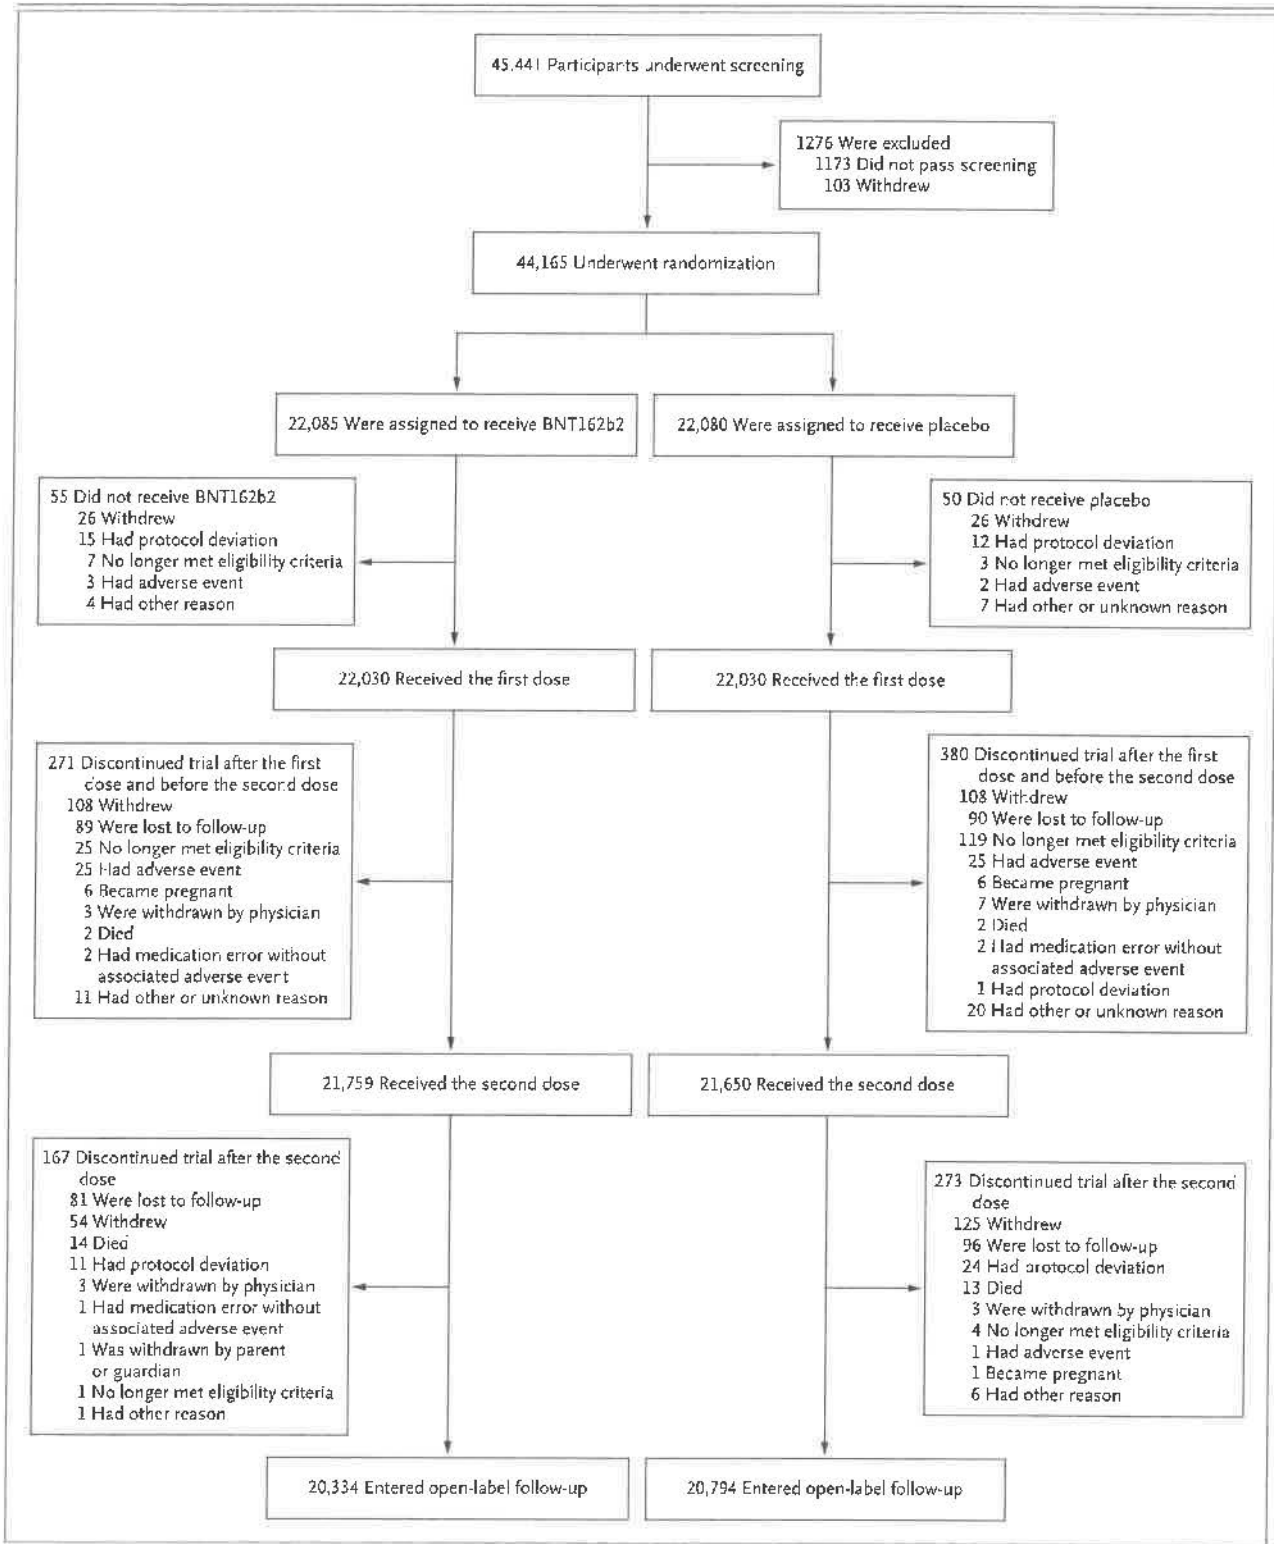 45,441 Participants underwent screening
1276 Were excluded
1173 Did not pass screening
103 Withdrew
44,165 Underwent randomization
22,085 Were assigned to receive BNT162b2
22,080 Were assigned to receive placebo
55 Did not receive BNT162b2
26 Withdrew
15 Had protocol deviation
7 No longer met eligibility criteria
3 Had adverse event
4 Had other reason
50 Did not receive placebo
26 Withdrew
12 Had protocol deviation
3 No longer met eligibility criteria
2 Had adverse event
7 Had other or unknown reason
22,030 Received the first dose
22,030 Received the first dose
271 Discontinued trial after the first
dose and before the second dose
108 Withdrew
89 Were lost to follow-up
25 No longer met eligibility criteria
25 Had adverse event
6 Became pregnant
3 Were withdrawn by physician
2 Died
2 Had medication error without
associated adverse event
11 Had other or unknown reason
380 Discontinued trial after the first
dose and before the second dose
108 Withdrew
90 Were lost to follow-up
119 No longer met eligibility criteria
25 Had adverse event
6 Became pregnant
7 Were withdrawn by physician
2 Died
2 Had medication error without
associated adverse event
1 Had protocol deviation
20 Had other or unknown reason
21,759 Received the second dose
21,650 Received the second dose
167 Discontinued trial after the second
dose
81 Were lost to follow-up
54 Withdrew
14 Died
11 Had protocol deviation
3 Were withdrawn by physician
1 Had medication error without
associated adverse event
1 Was withdrawn by parent
or guardian
1 No longer met eligibility criteria
1 Had other reason
273 Discontinued trial after the second
dose
125 Withdrew
96 Were lost to follow-up
24 Had protocol deviation
13 Died
3 Were withdrawn by physician
4 No longer met eligibility criteria
1 Had adverse event
1 Became pregnant
6 Had other reason
20,334 Entered open-label follow-up
20,794 Entered open-label follow-up